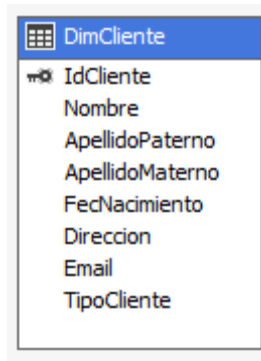 DimCliente
IdCliente
Nombre
ApellidoPaterno
ApellidoMaterno
FecNacimiento
Direccion
Email
TipoCliente